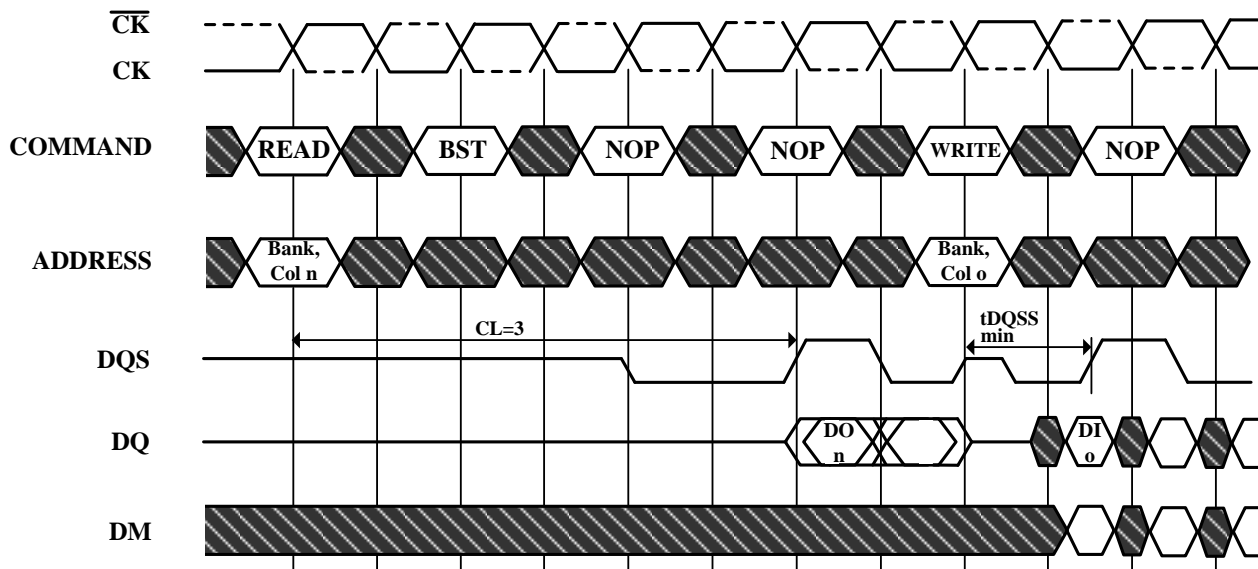 CK
CK
COMMAND
READ
BST
NOP
NOP
WRITE
NOP
ADDRESS
Bank,
Col n
Bank,
Col o
DQS
CL=3
tDQSS
min
DQ
DO
n
DI
o
DM